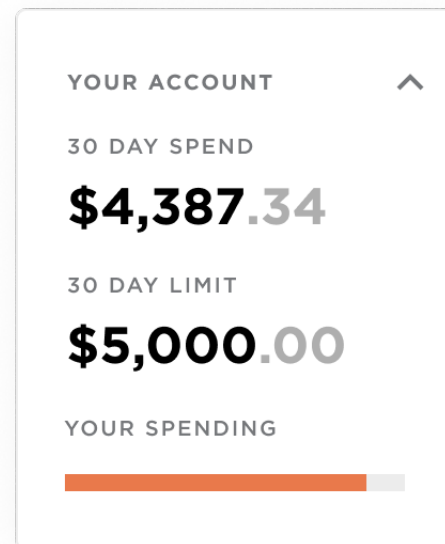 YOUR ACCOUNT
30 DAY SPEND
$4,387.34
30 DAY LIMIT
$5,000.00
YOUR SPENDING